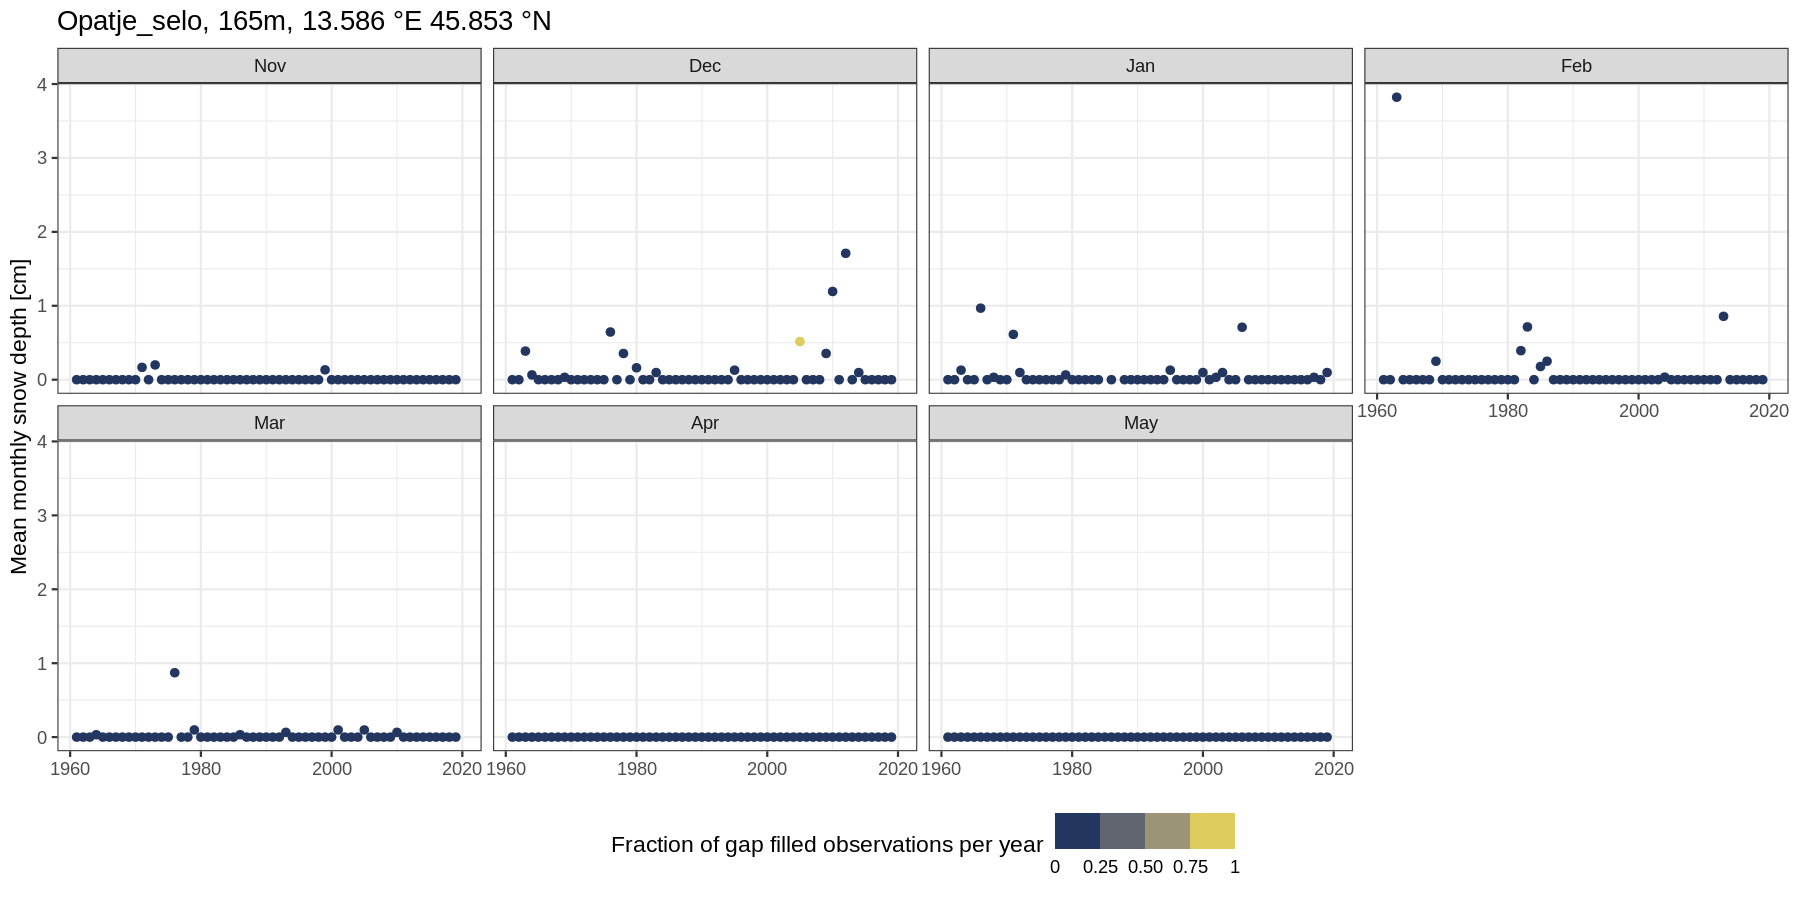 Opatje_selo, 165m, 13.586 °E 45.853 °N
Nov Dec Jan Feb
4
3
2
1
0
1960 1980 2000 2020
Mean monthly snow depth [cm]
Mar Apr May
4
3
2
1
0
1960 1980 2000 2020 1960 1980 2000 2020 1960 1980 2000 2020
Fraction of gap filled observations per year
0 0.25 0.50 0.75 1